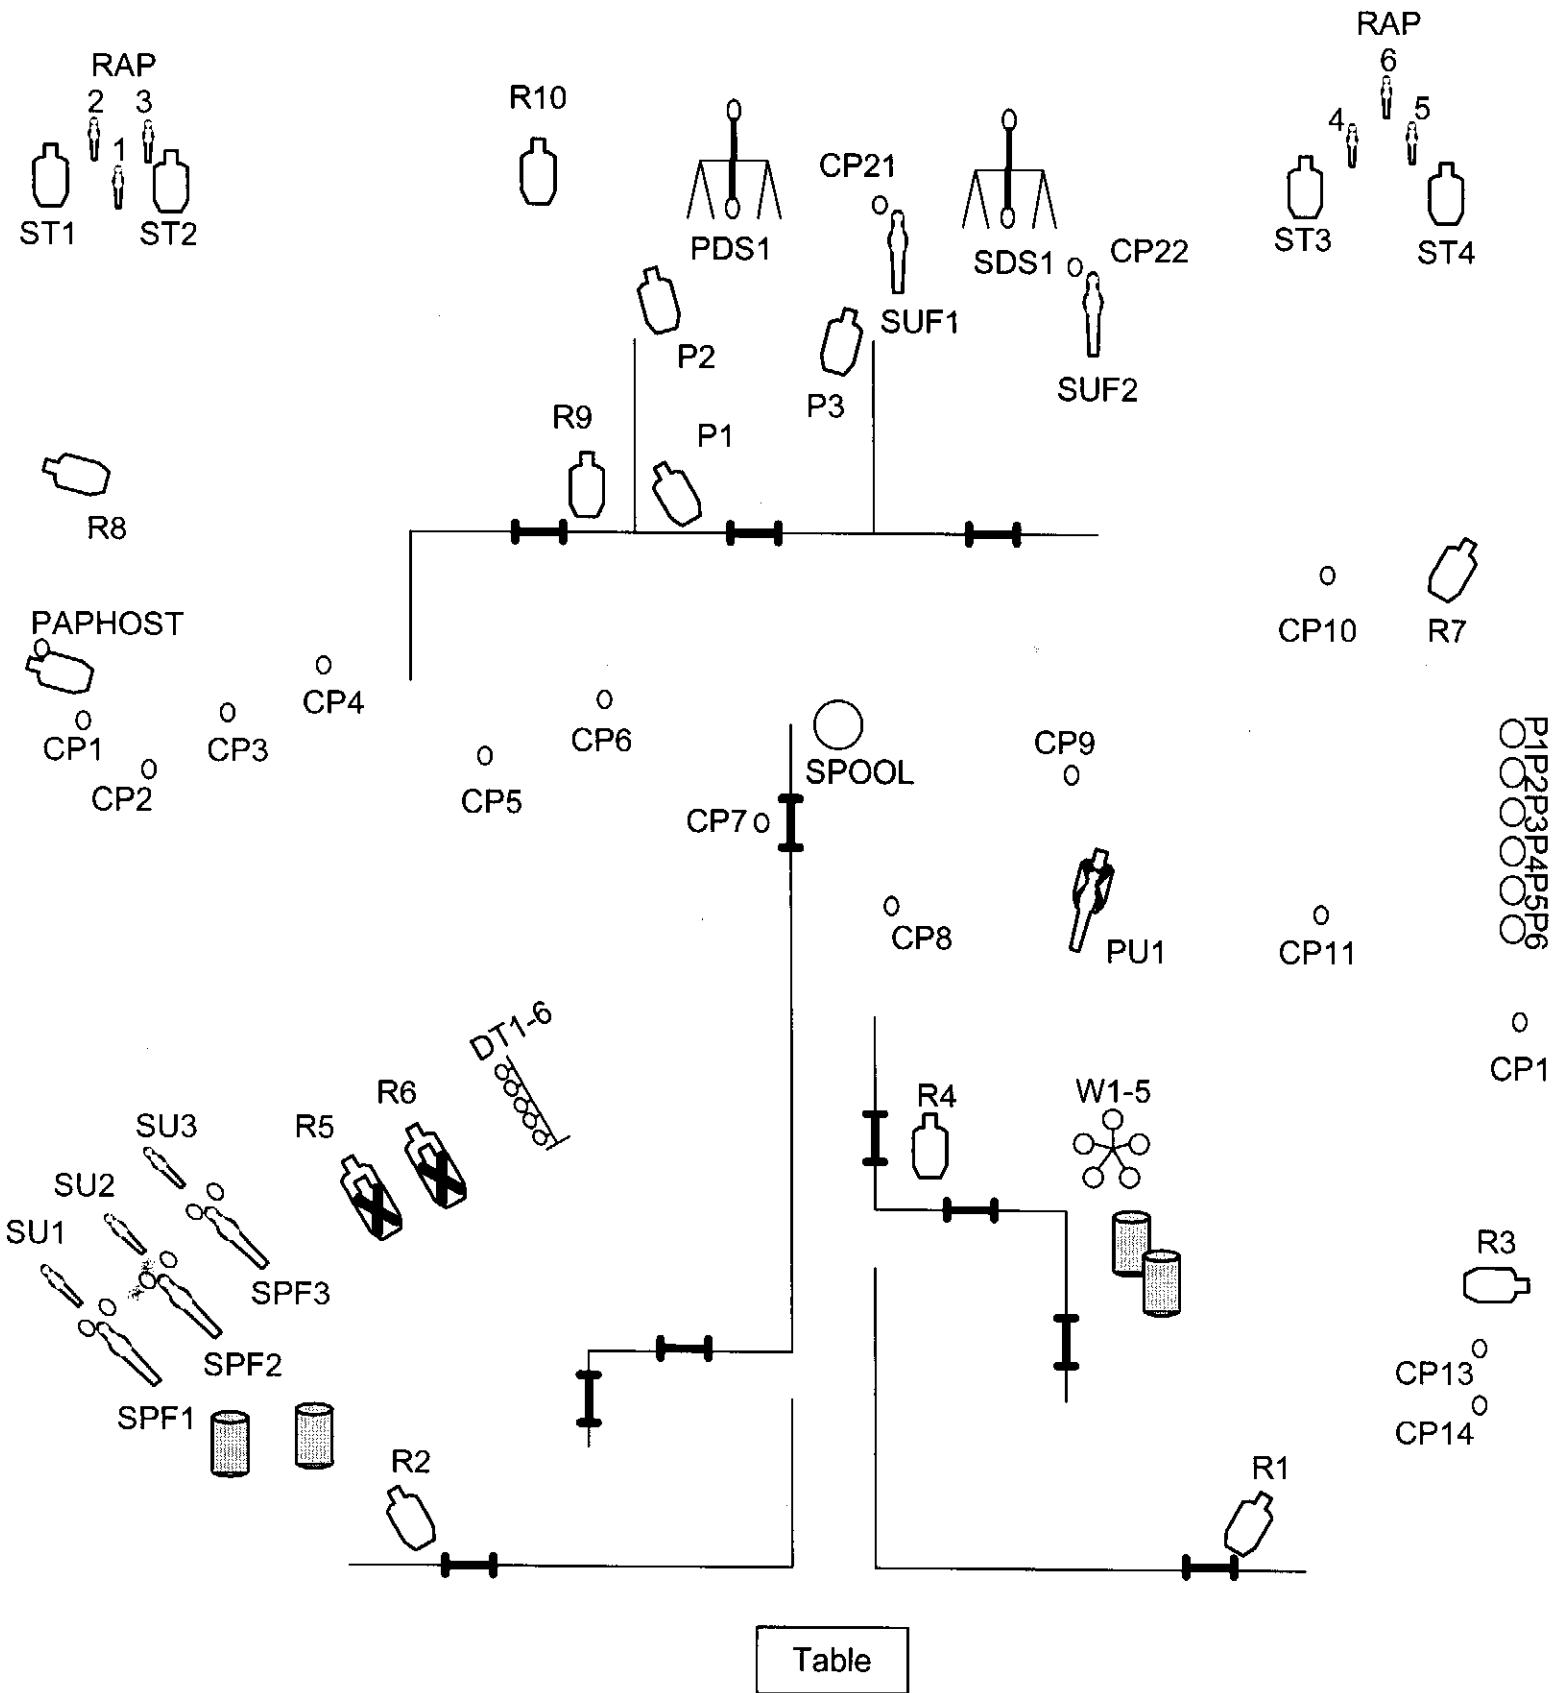 RAP
6
RAP
2 3
R10
4
5
1
CP21
ST1
ST2
PDS1
SDS1
CP22
ST3
ST4
SUF1
P2
SUF2
P3
R9
P1
R8
PAPHOST
CP10
R7
CP4
CP1
CP3
CP6
CP9
P1P2P3P4P5P6
CP2
CP5
SPOOL
CP7
CP8
PU1
CP11
DT1-6
CP1
R6
R4
W1-5
SU3
R5
SU2
SU1
R3
SPF3
SPF2
CP13
SPF1
CP14
R2
R1
Table